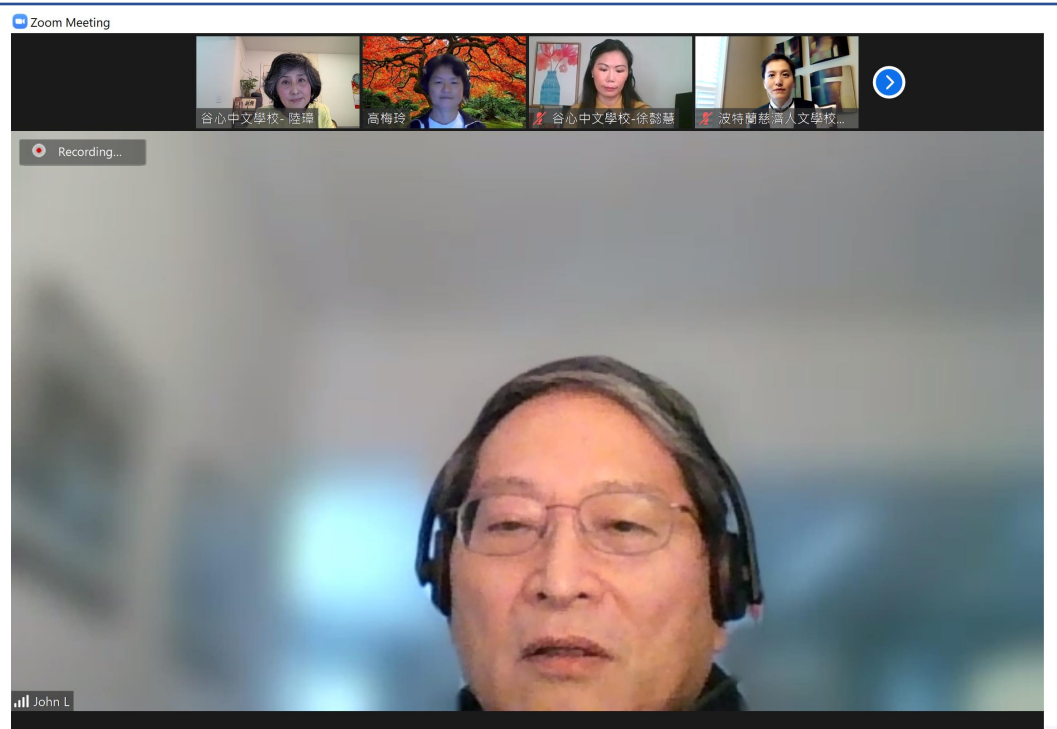 Zoom Meeting
谷心中文學校- 陸璋
高梅玲
谷心中文學校-徐懿慧
波特蘭慈濟人文學校...
Recording...
John L